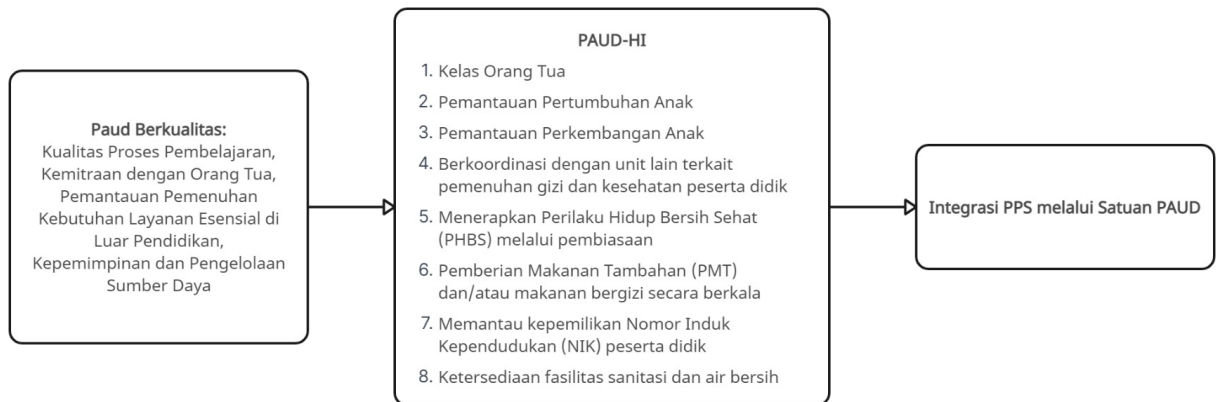 Paud Berkualitas:
Kualitas Proses Pembelajaran,
Kemitraan dengan Orang Tua,
Pemantauan Pemenuhan
Kebutuhan Layanan Esensial di
Luar Pendidikan,
Kepemimpinan dan Pengelolaan
Sumber Daya
PAUD-HI
1. Kelas Orang Tua
2. Pemantauan Pertumbuhan Anak
3. Pemantauan Perkembangan Anak
4. Berkoordinasi dengan unit lain terkait
pemenuhan gizi dan kesehatan peserta didik
5. Menerapkan Perilaku Hidup Bersih Sehat
(PHBS) melalui pembiasaan
6. Pemberian Makanan Tambahan (PMT)
dan/atau makanan bergizi secara berkala
7. Memantau kepemilikan Nomor Induk
Kependudukan (NIK) peserta didik
8. Ketersediaan fasilitas sanitasi dan air bersih
Integrasi PPS melalui Satuan PAUD